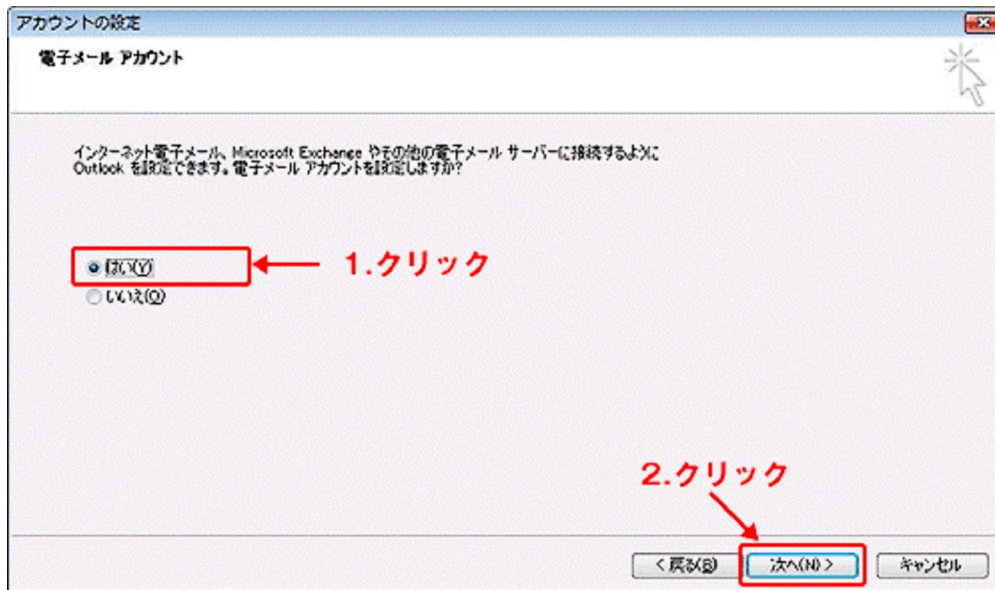 アカウントの設定
電子メール アカウント
インターネット電子メール、Microsoft Exchange やその他の電子メール サーバーに接続するように
Outlook を設定できます。電子メール アカウントを設定しますか?
はい(Y)
1.クリック
いいえ(O)
2.クリック
< 戻る(B)
次へ(N) >
キャンセル